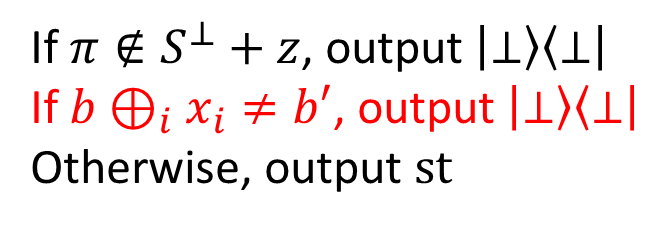 If π ∉ S^⊥ + z, output |⊥⟩⟨⊥|
If b ⊕_i x_i ≠ b′, output |⊥⟩⟨⊥|
Otherwise, output st